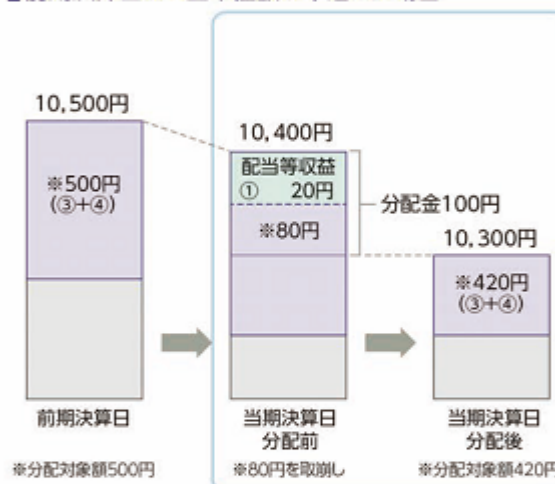 10,500円
※500円
(③+④)
前期決算日
※分配対象額500円
10,400円
配当等収益
① 20円
※80円
分配金100円
当期決算日
分配前
※80円を取崩し
10,300円
※420円
(③+④)
当期決算日
分配後
※分配対象額420円